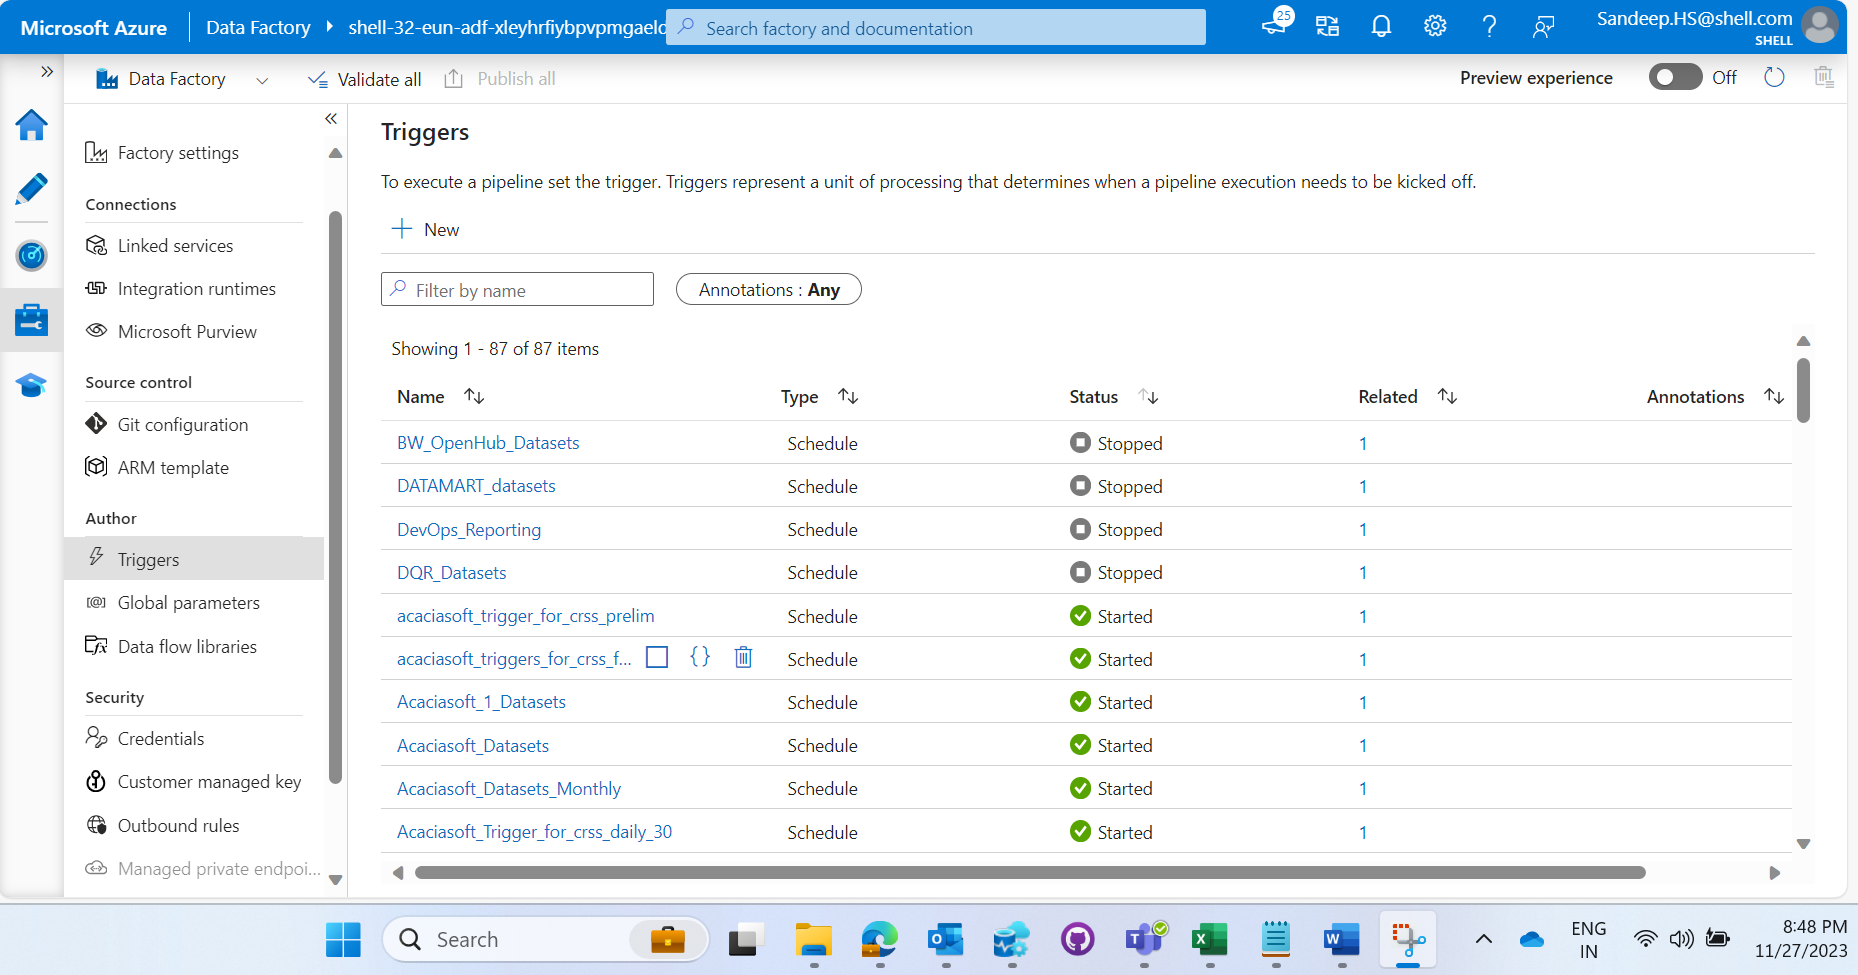 Microsoft Azure
Data Factory
shell-32-eun-adf-xleyhrfiybpvpmgaeld
Search factory and documentation
25
Sandeep.HS@shell.com
SHELL
Data Factory
Validate all
Publish all
Preview experience
Off
Factory settings
Connections
Linked services
Integration runtimes
Microsoft Purview
Source control
Git configuration
ARM template
Author
Triggers
Global parameters
Data flow libraries
Security
Credentials
Customer managed key
Outbound rules
Managed private endpoi...
Triggers
To execute a pipeline set the trigger. Triggers represent a unit of processing that determines when a pipeline execution needs to be kicked off.
New
Filter by name
Annotations : Any
Showing 1 - 87 of 87 items
Name Type Status Related Annotations
BW_OpenHub_Datasets Schedule Stopped 1
DATAMART_datasets Schedule Stopped 1
DevOps_Reporting Schedule Stopped 1
DQR_Datasets Schedule Stopped 1
acaciasoft_trigger_for_crss_prelim Schedule Started 1
acaciasoft_triggers_for_crss_f... {} Schedule Started 1
Acaciasoft_1_Datasets Schedule Started 1
Acaciasoft_Datasets Schedule Started 1
Acaciasoft_Datasets_Monthly Schedule Started 1
Acaciasoft_Trigger_for_crss_daily_30 Schedule Started 1
Search
ENG
IN
8:48 PM
11/27/2023